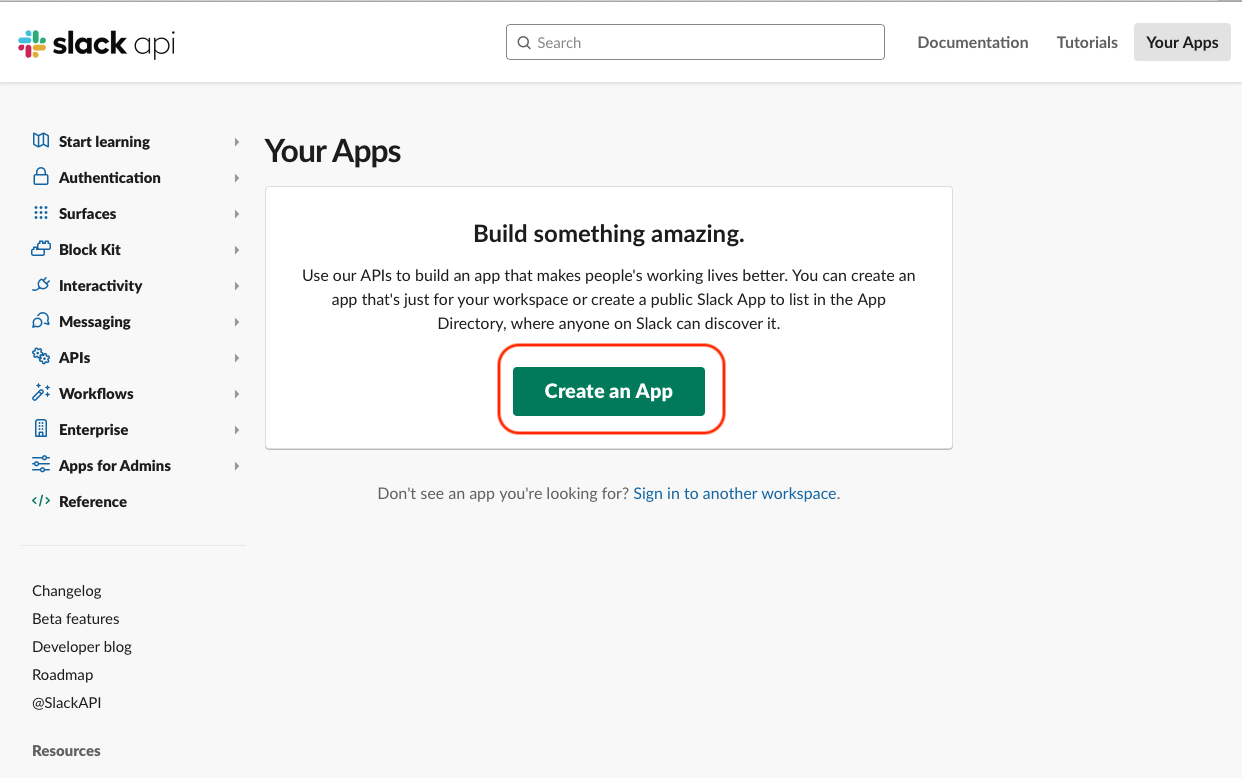 slack api
Search
Documentation
Tutorials
Your Apps
Start learning
Authentication
Surfaces
Block Kit
Interactivity
Messaging
APIs
Workflows
Enterprise
Apps for Admins
Reference
Changelog
Beta features
Developer blog
Roadmap
@SlackAPI
Resources
Your Apps
Build something amazing.
Use our APIs to build an app that makes people's working lives better. You can create an
app that's just for your workspace or create a public Slack App to list in the App
Directory, where anyone on Slack can discover it.
Create an App
Don't see an app you're looking for? Sign in to another workspace.